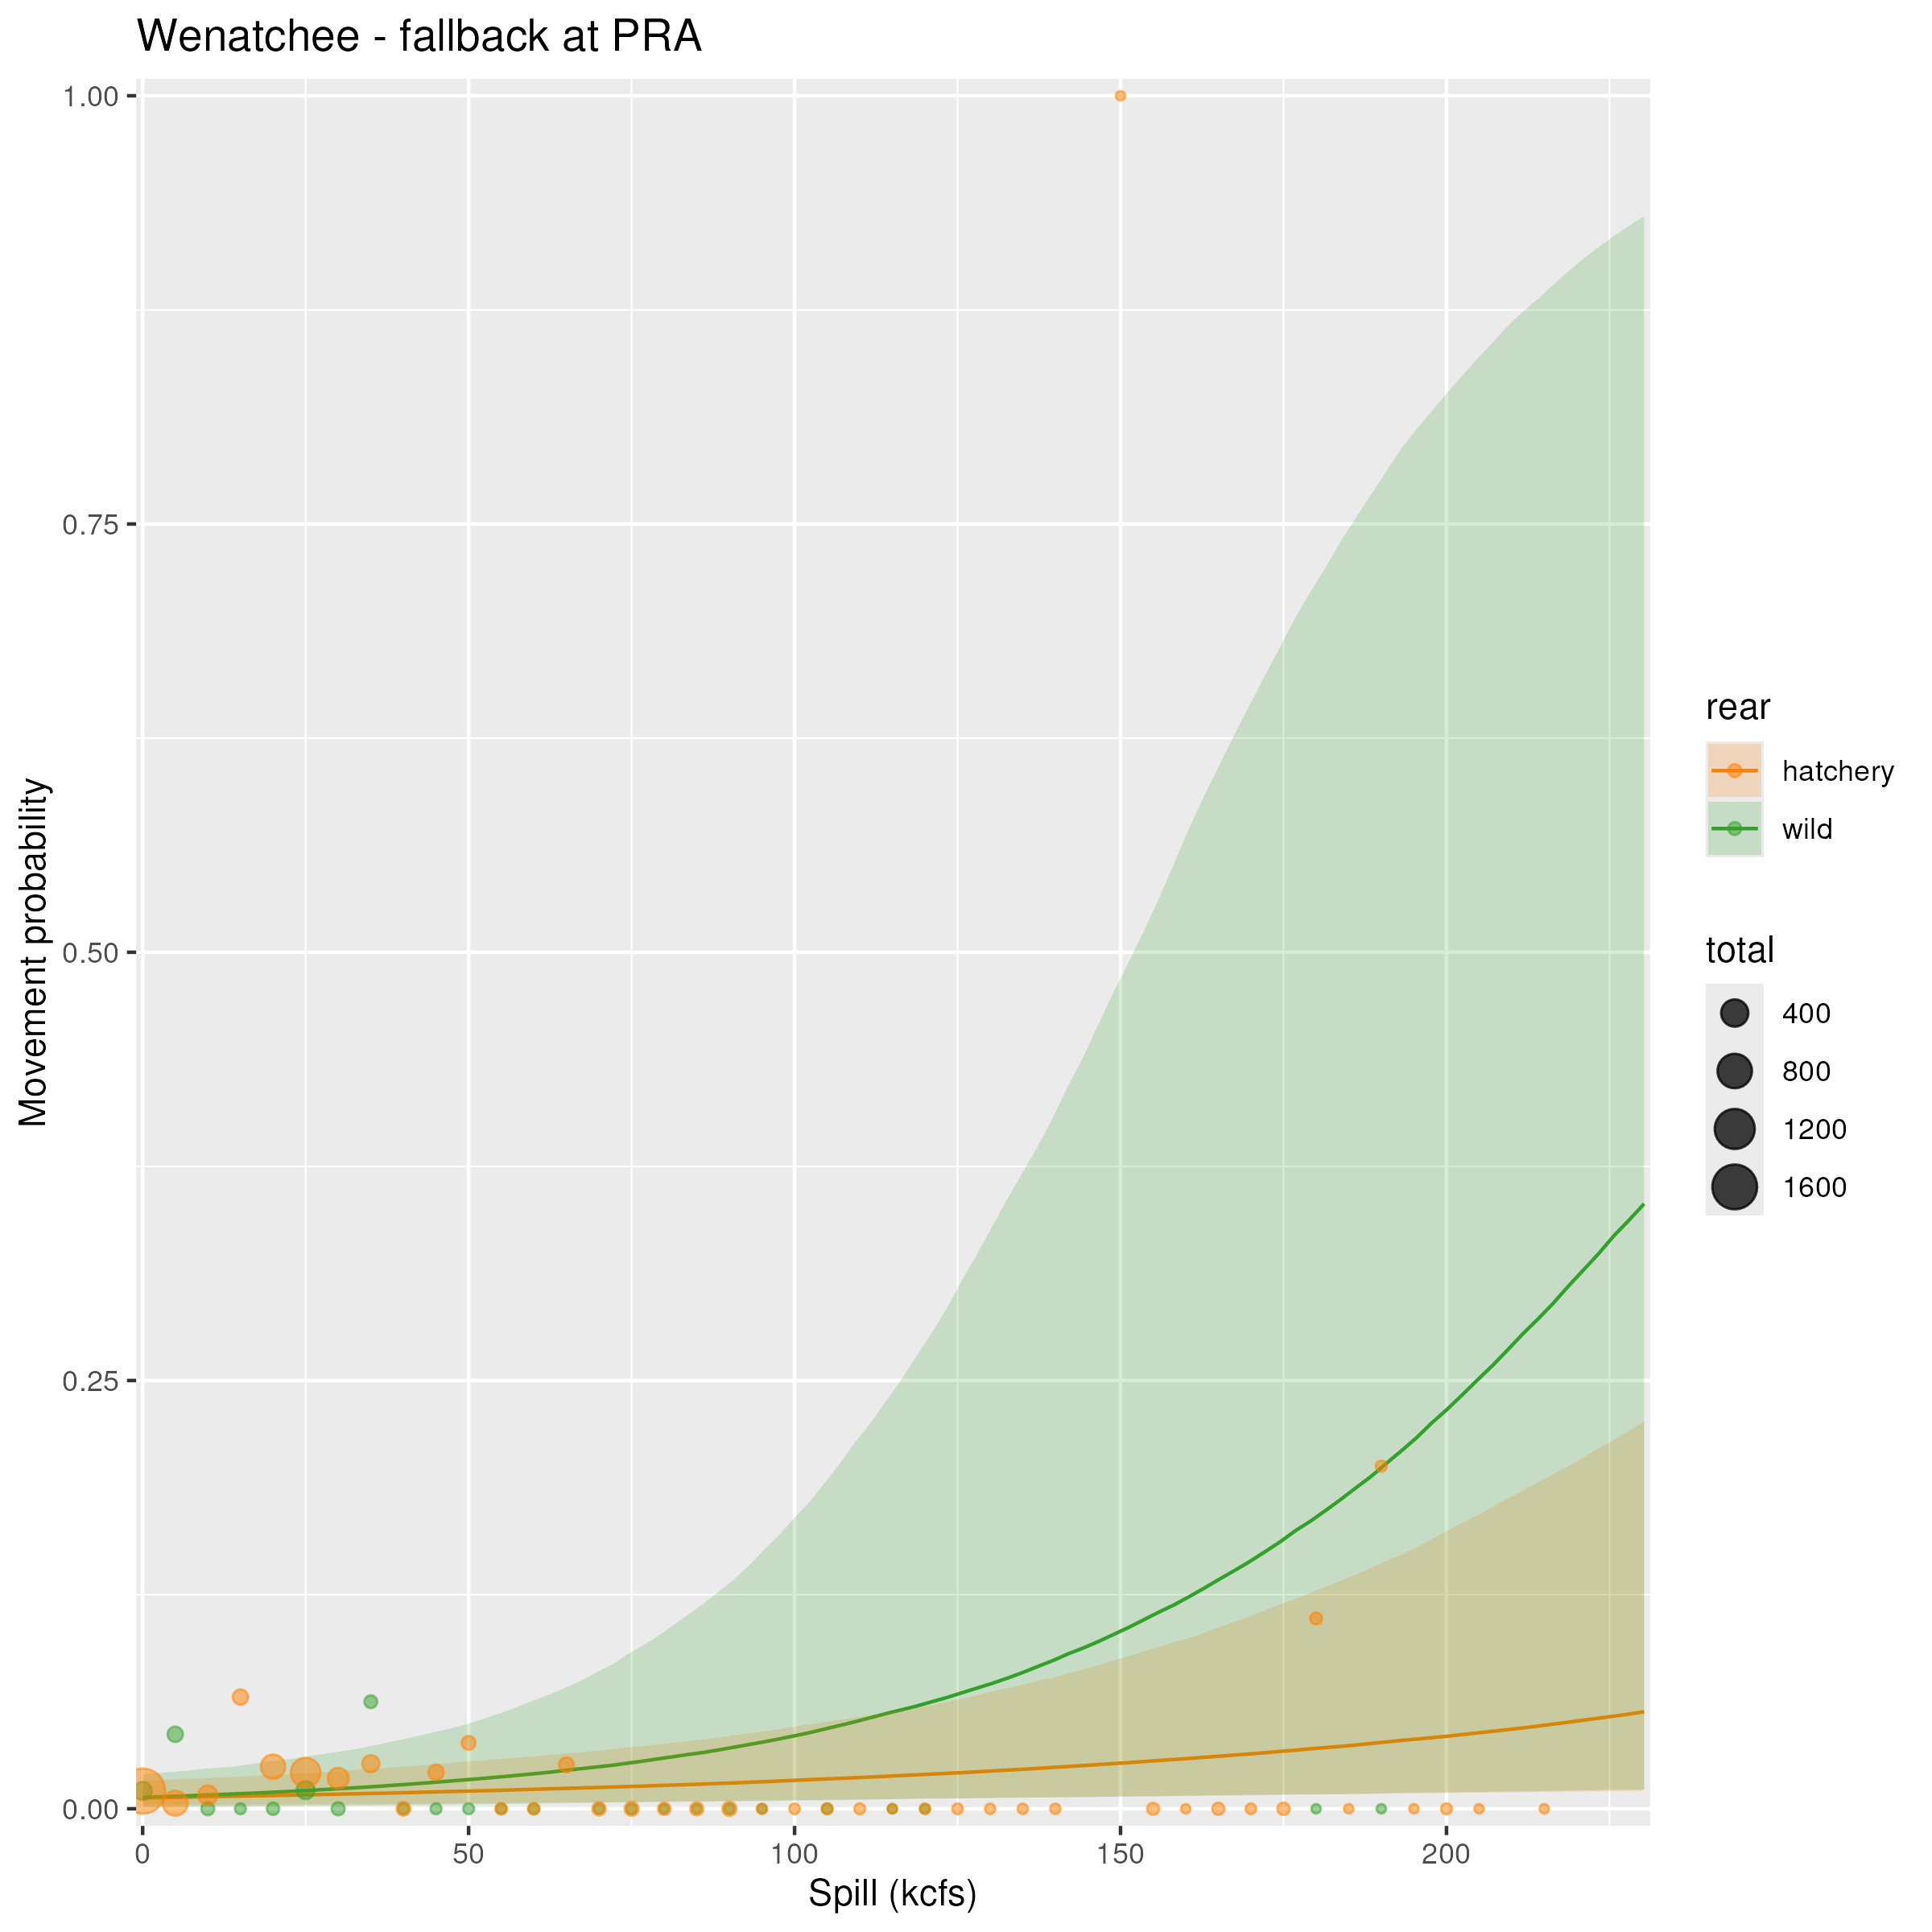 Wenatchee - fallback at PRA
Movement probability
1.00
0.75
0.50
0.25
0.00
0
50
100
150
200
Spill (kcfs)
rear
hatchery
wild
total
400
800
1200
1600